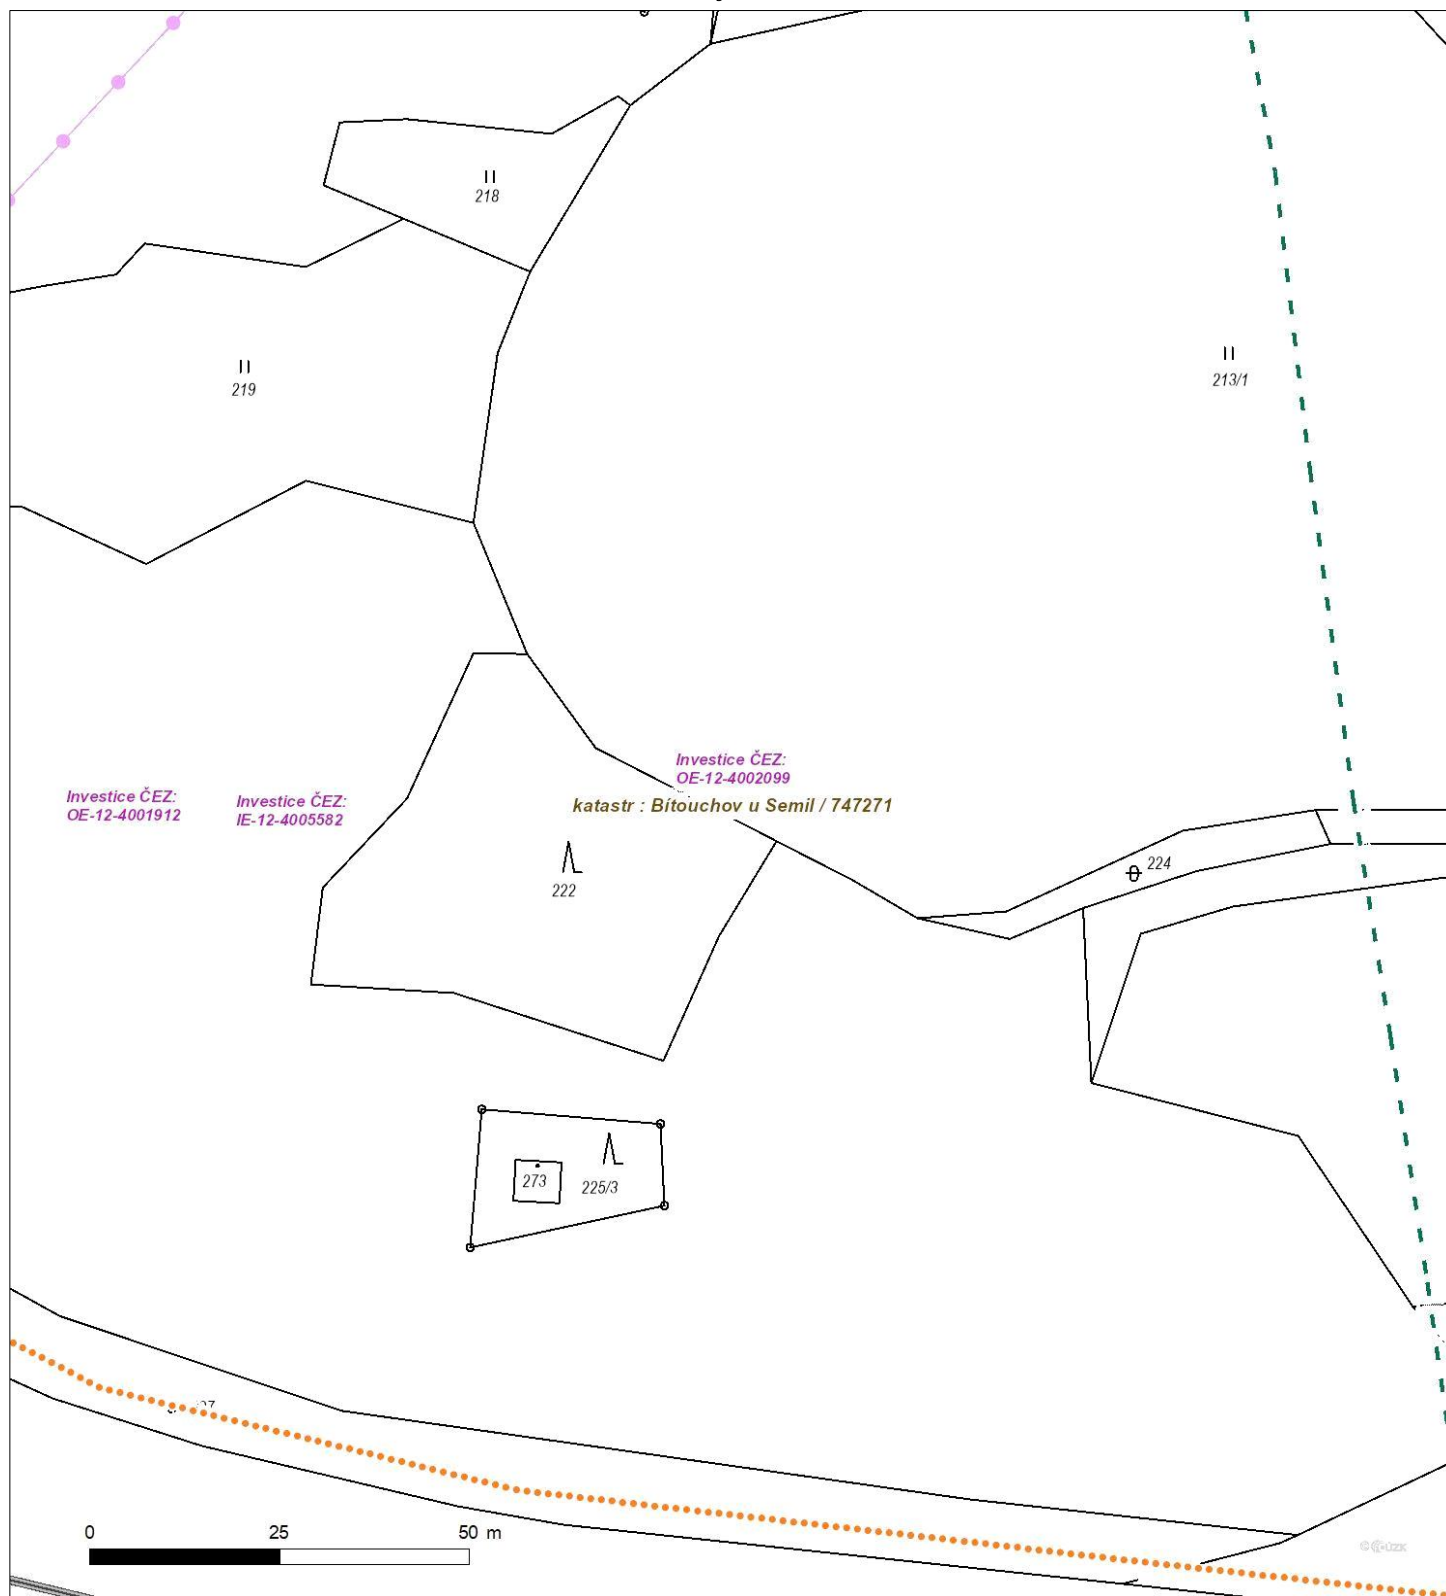 218
219
213/1
Investice ČEZ:
OE-12-4002099
Investice ČEZ:
OE-12-4001912
Investice ČEZ:
IE-12-4005582
katastr : Bítouchov u Semil / 747271
224
222
273
225/3
0 25 50 m